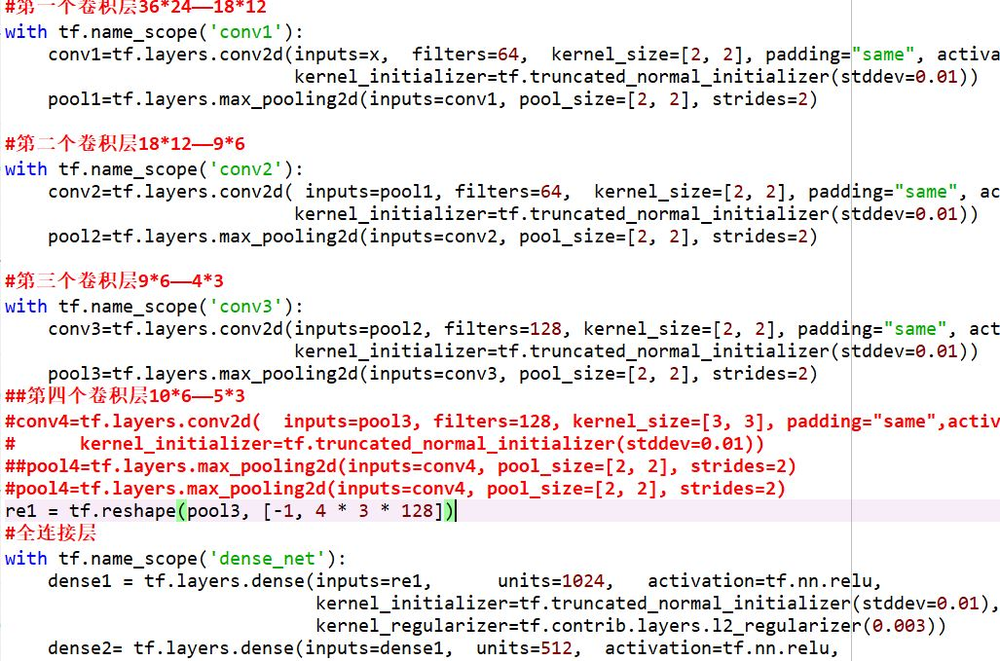 #第一个卷积层36*24——18*12
with tf.name_scope('conv1'):
    conv1=tf.layers.conv2d(inputs=x,  filters=64,  kernel_size=[2, 2], padding="same", activa
                           kernel_initializer=tf.truncated_normal_initializer(stddev=0.01))
    pool1=tf.layers.max_pooling2d(inputs=conv1, pool_size=[2, 2], strides=2)

#第二个卷积层18*12——9*6
with tf.name_scope('conv2'):
    conv2=tf.layers.conv2d( inputs=pool1, filters=64,  kernel_size=[2, 2], padding="same", ac
                           kernel_initializer=tf.truncated_normal_initializer(stddev=0.01))
    pool2=tf.layers.max_pooling2d(inputs=conv2, pool_size=[2, 2], strides=2)

#第三个卷积层9*6——4*3
with tf.name_scope('conv3'):
    conv3=tf.layers.conv2d(inputs=pool2, filters=128, kernel_size=[2, 2], padding="same", act
                           kernel_initializer=tf.truncated_normal_initializer(stddev=0.01))
    pool3=tf.layers.max_pooling2d(inputs=conv3, pool_size=[2, 2], strides=2)
##第四个卷积层10*6——5*3
#conv4=tf.layers.conv2d(  inputs=pool3, filters=128, kernel_size=[3, 3], padding="same",activ
#      kernel_initializer=tf.truncated_normal_initializer(stddev=0.01))
##pool4=tf.layers.max_pooling2d(inputs=conv4, pool_size=[2, 2], strides=2)
#pool4=tf.layers.max_pooling2d(inputs=conv4, pool_size=[2, 2], strides=2)
re1 = tf.reshape(pool3, [-1, 4 * 3 * 128])
#全连接层
with tf.name_scope('dense_net'):
    dense1 = tf.layers.dense(inputs=re1,      units=1024,   activation=tf.nn.relu,
                             kernel_initializer=tf.truncated_normal_initializer(stddev=0.01),
                             kernel_regularizer=tf.contrib.layers.l2_regularizer(0.003))
    dense2= tf.layers.dense(inputs=dense1,  units=512,  activation=tf.nn.relu,